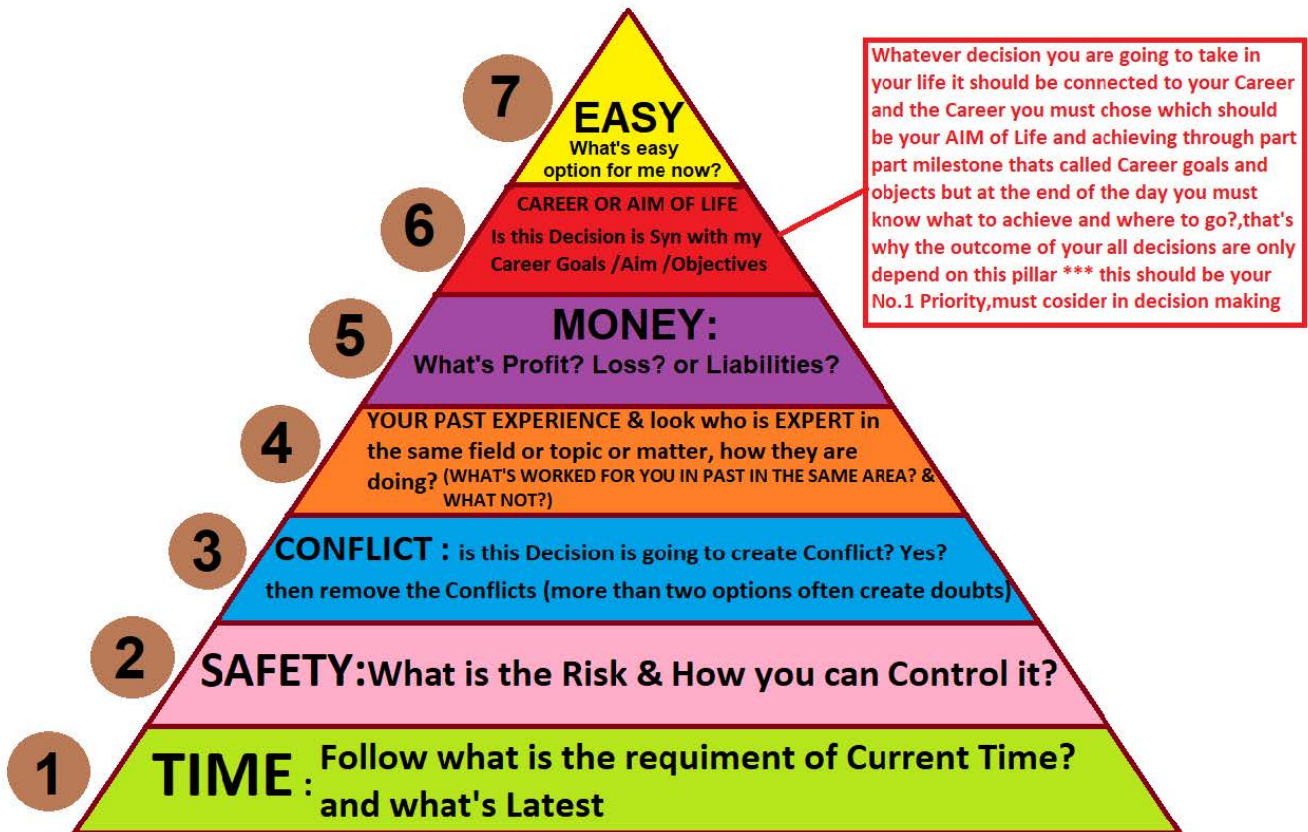 7
EASY
What's easy
option for me now?
Whatever decision you are going to take in
your life it should be connected to your Career
and the Career you must chose which should
be your AIM of Life and achieving through part
part milestone thats called Career goals and
objects but at the end of the day you must
know what to achieve and where to go?,that's
why the outcome of your all decisions are only
depend on this pillar *** this should be your
No.1 Priority,must cosider in decision making
6
CAREER OR AIM OF LIFE
Is this Decision is Syn with my
Career Goals /Aim /Objectives
5
MONEY:
What's Profit? Loss? or Liabilities?
4
YOUR PAST EXPERIENCE & look who is EXPERT in
the same field or topic or matter, how they are
doing? (WHAT'S WORKED FOR YOU IN PAST IN THE SAME AREA? &
WHAT NOT?)
3
CONFLICT : is this Decision is going to create Conflict? Yes?
then remove the Conflicts (more than two options often create doubts)
2
SAFETY:What is the Risk & How you can Control it?
1
TIME : Follow what is the requiment of Current Time?
and what's Latest